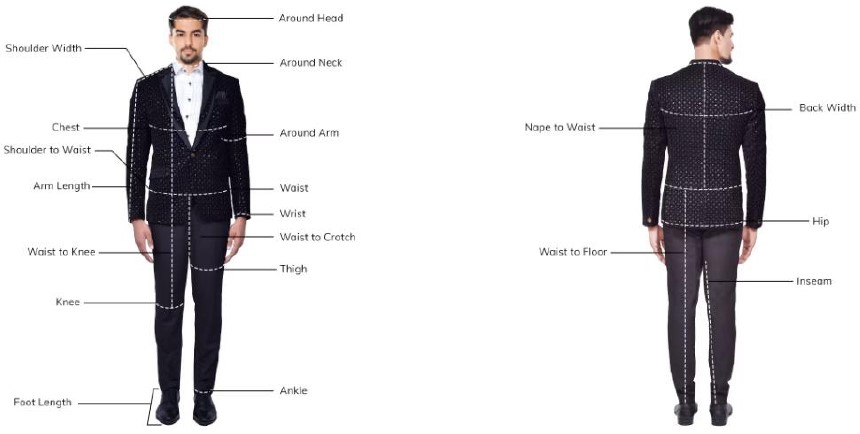 Around Head
Shoulder Width
Around Neck
Chest
Around Arm
Shoulder to Waist
Arm Length
Waist
Wrist
Waist to Crotch
Waist to Knee
Thigh
Knee
Ankle
Foot Length
Back Width
Nape to Waist
Hip
Waist to Floor
Inseam